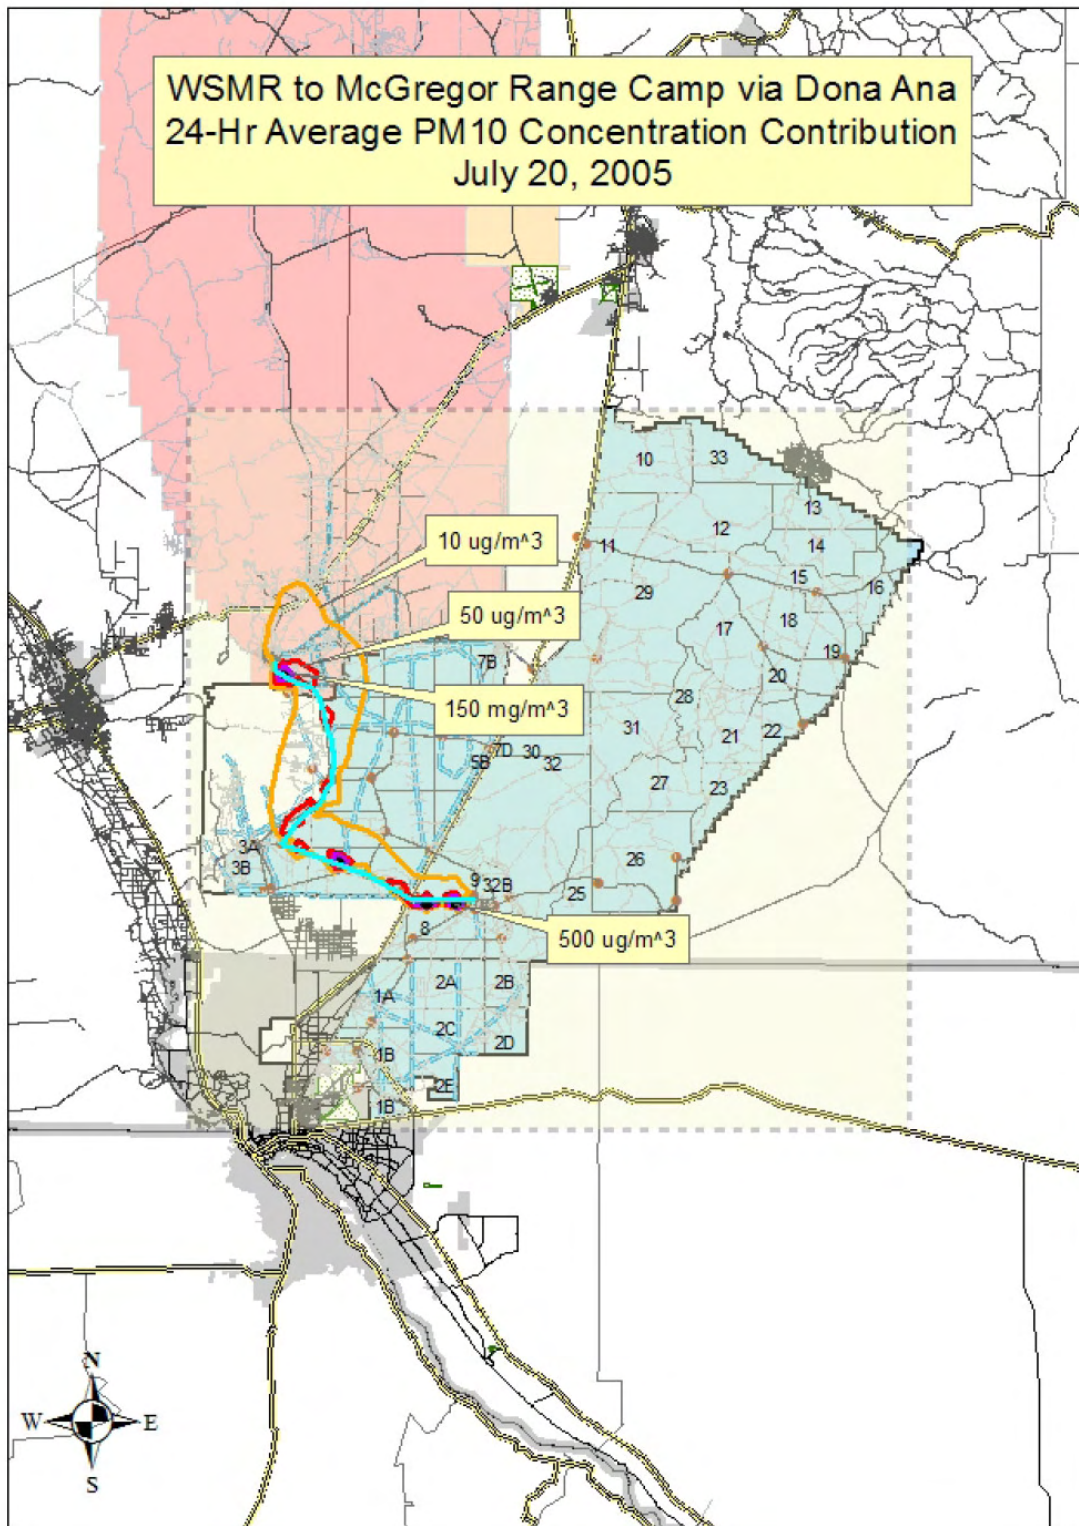 WSMR to McGregor Range Camp via Dona Ana
24-Hr Average PM10 Concentration Contribution
July 20, 2005
10
33
13
12
10 ug/m^3
11
14
15
16
29
50 ug/m^3
17
18
7B
19
20
150 mg/m^3
28
31
21
22
7D
30
5B
32
27
23
3A
26
3B
9
32B
25
8
500 ug/m^3
2A
2B
1A
2C
2D
1B
2E
1B
N
W
E
S